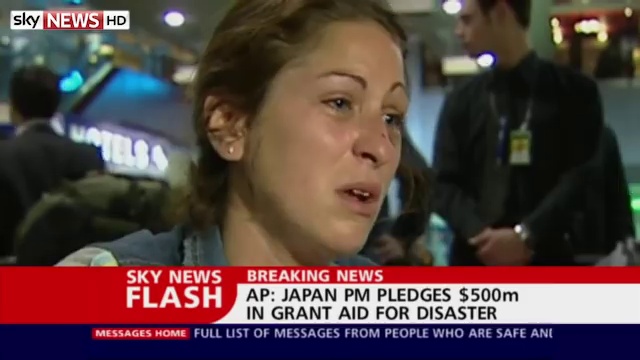 sky NEWS HD
HOTELS
SKY NEWS
FLASH
BREAKING NEWS
AP: JAPAN PM PLEDGES $500m
IN GRANT AID FOR DISASTER
MESSAGES HOME FULL LIST OF MESSAGES FROM PEOPLE WHO ARE SAFE AND